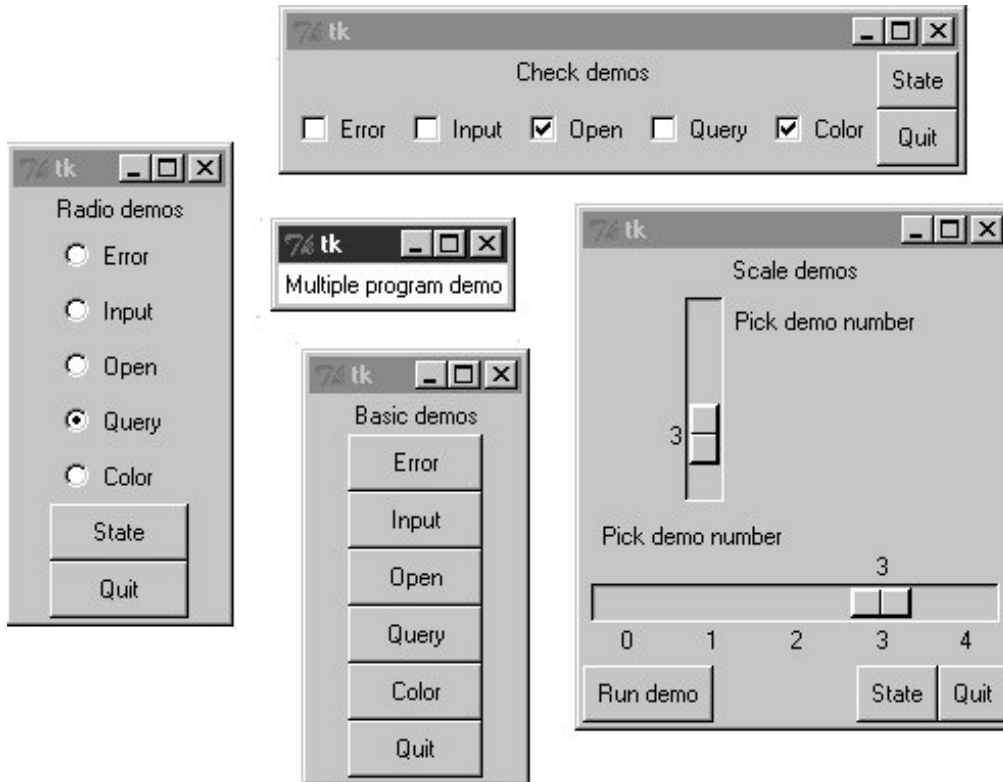 tk
Check demos
Error Input Open Query Color
State
Quit
tk
Radio demos
Error
Input
Open
Query
Color
State
Quit
tk
Multiple program demo
tk
Basic demos
Error
Input
Open
Query
Color
Quit
tk
Scale demos
Pick demo number
3
Pick demo number
3
0 1 2 3 4
Run demo State Quit